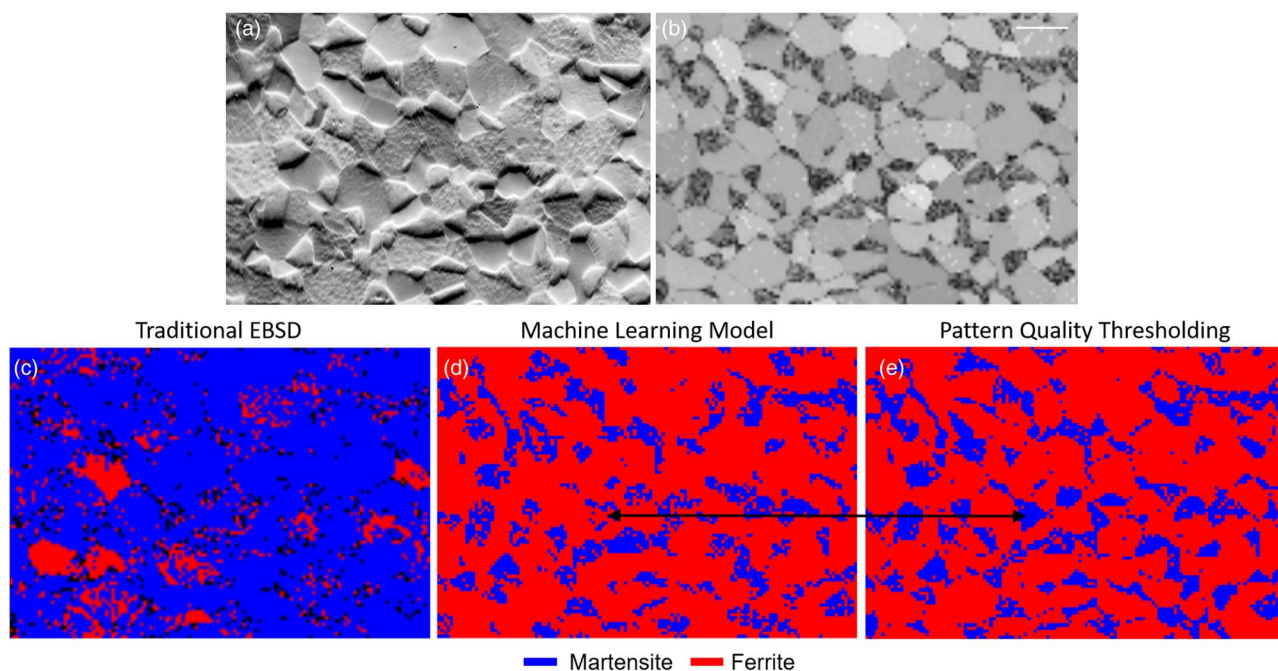 (a)
(b)
Traditional EBSD
Machine Learning Model
Pattern Quality Thresholding
(c)
(d)
(e)
Martensite
Ferrite